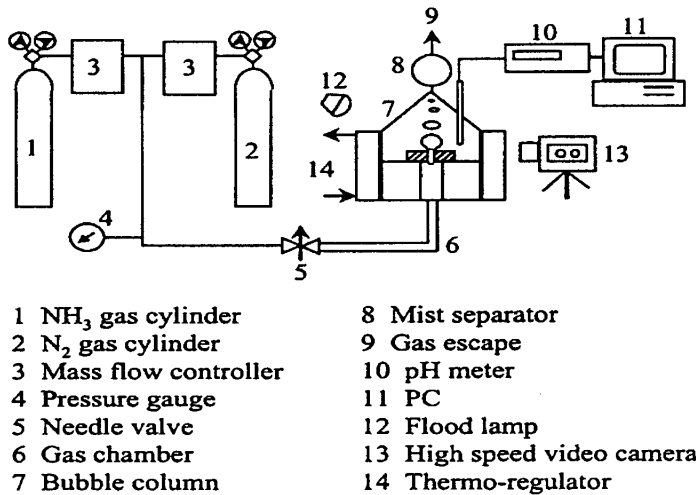 9
10
11
3
3
12
8
7
1
2
14
13
4
5
6
1 NH₃ gas cylinder
2 N₂ gas cylinder
3 Mass flow controller
4 Pressure gauge
5 Needle valve
6 Gas chamber
7 Bubble column
8 Mist separator
9 Gas escape
10 pH meter
11 PC
12 Flood lamp
13 High speed video camera
14 Thermo-regulator